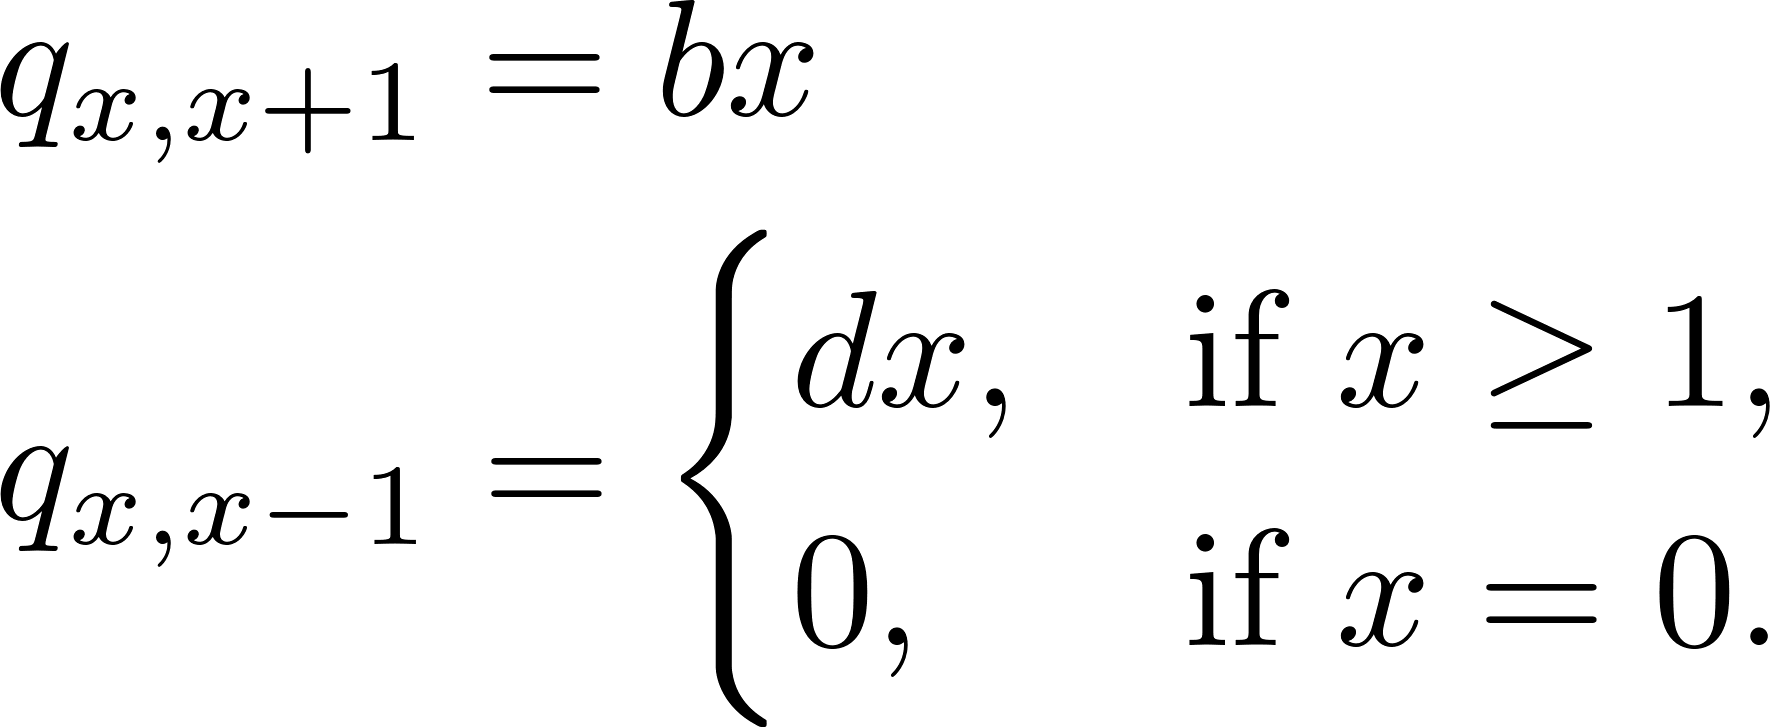 $q_{x,x+1} = bx$
$q_{x,x-1} = \begin{cases} dx, & \text{if } x \geq 1, \\ 0, & \text{if } x = 0. \end{cases}$